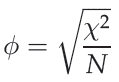 ϕ = √(χ²/N)